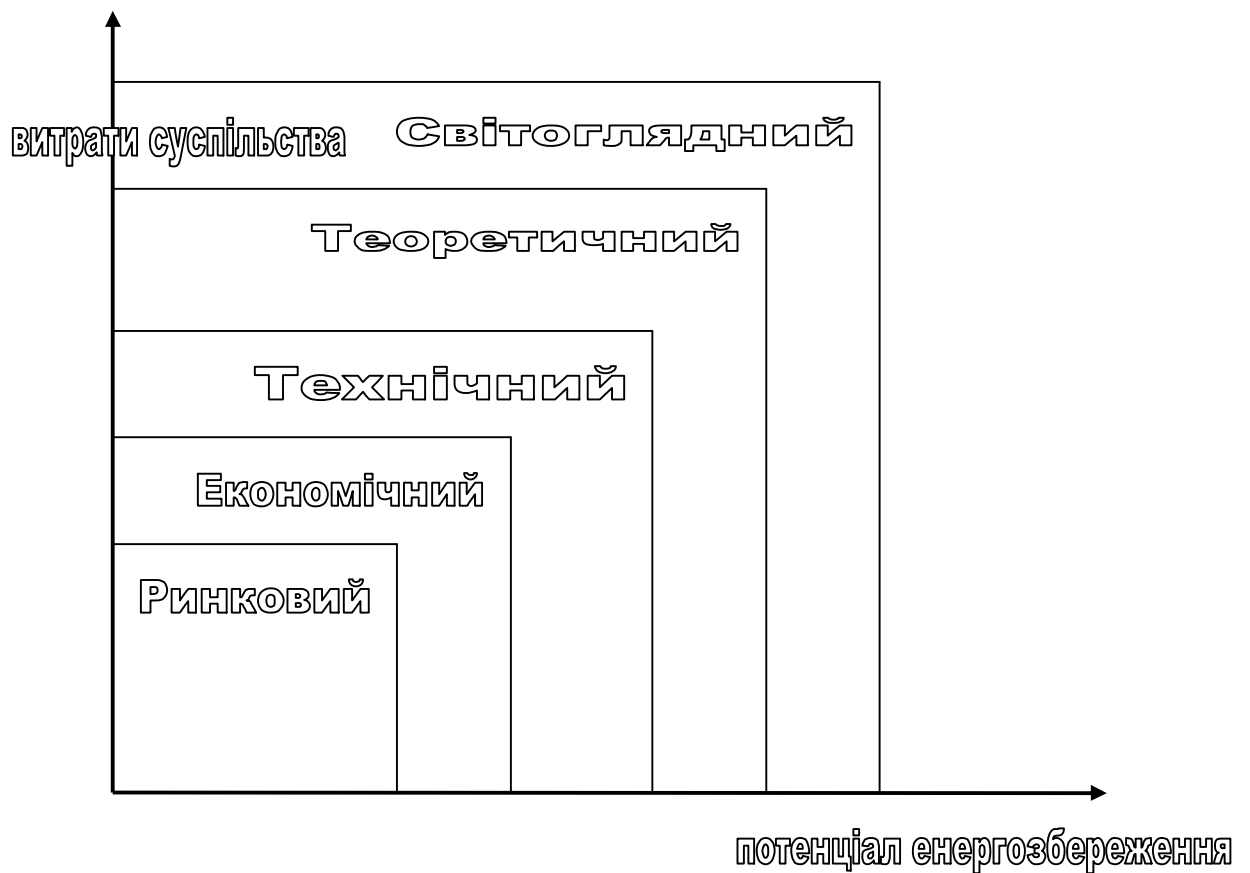 витрати суспільства
Світоглядний
Теоретичний
Технічний
Економічний
Ринковий
потенціал енергозбереження